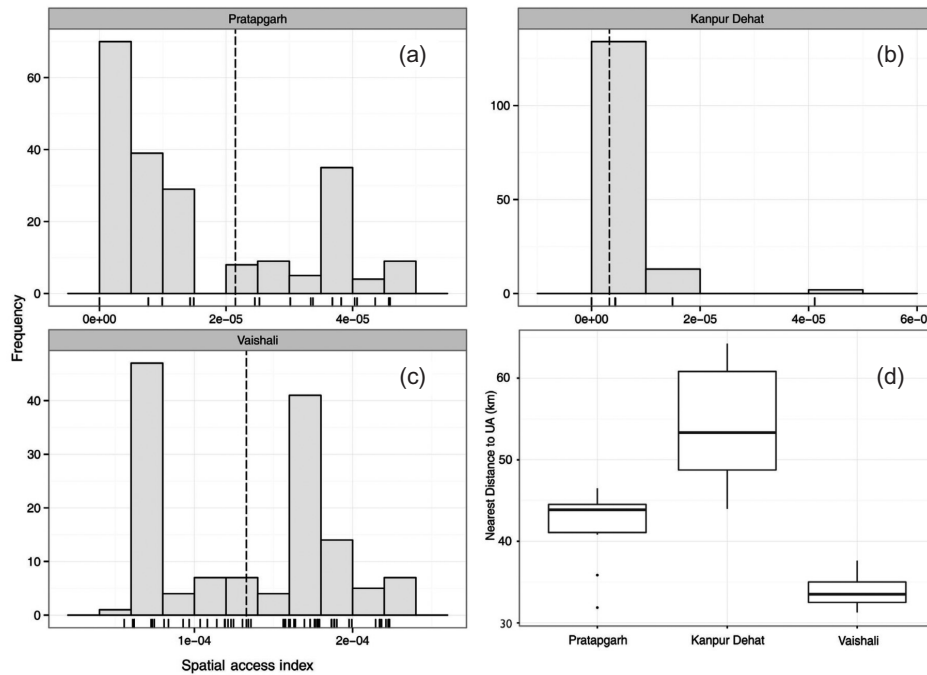 Pratapgarh
(a)
60
40
20
0
0e+00
2e-05
4e-05
Kanpur Dehat
(b)
100
50
0
0e+00
2e-05
4e-05
6e-0
Frequency
Vaishali
(c)
40
30
20
10
0
1e-04
2e-04
Spatial access index
(d)
Nearest Distance to UA (km)
60
50
40
30
Pratapgarh
Kanpur Dehat
Vaishali